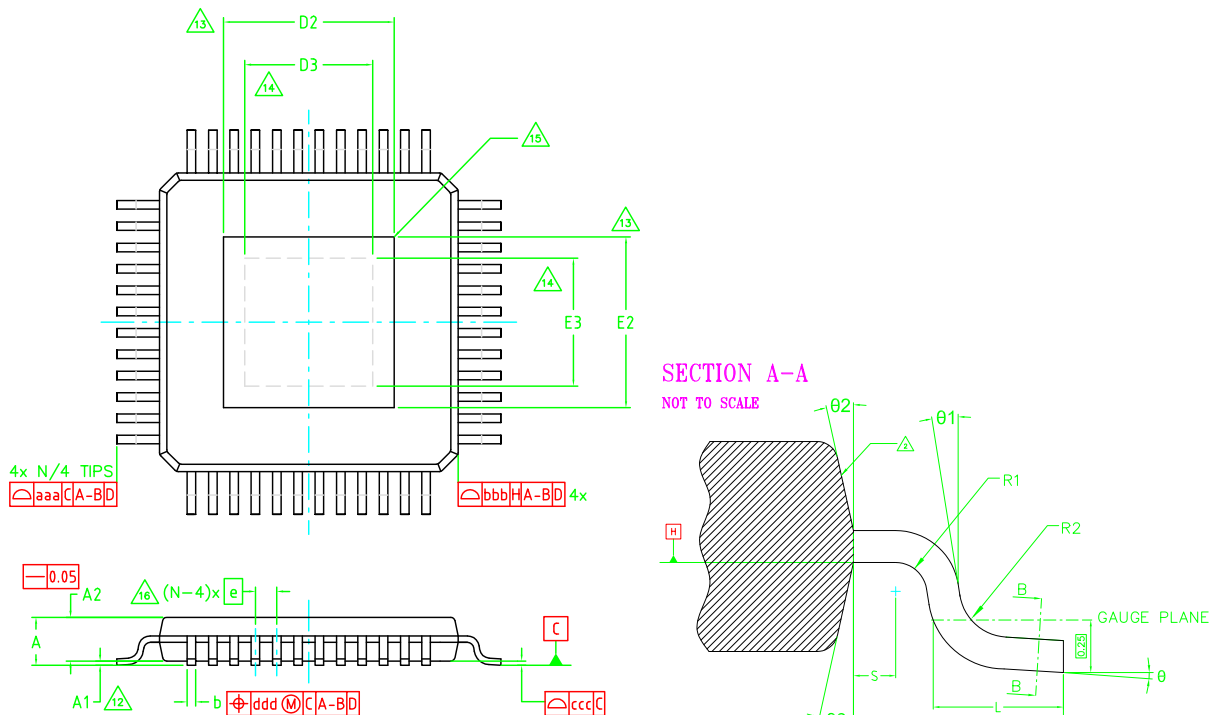 13
D2
D3
14
15
13
14
E3
E2
4x N/4 TIPS
aaa C A-B D
bbb H A-B D 4x
0.05
A2
16 (N-4)x e
A
C
A1 12
b
ddd M C A-B D
ccc C
SECTION A-A
NOT TO SCALE
θ2
θ1
2
R1
H
R2
B
GAUGE PLANE
0.25
S
B
θ
L